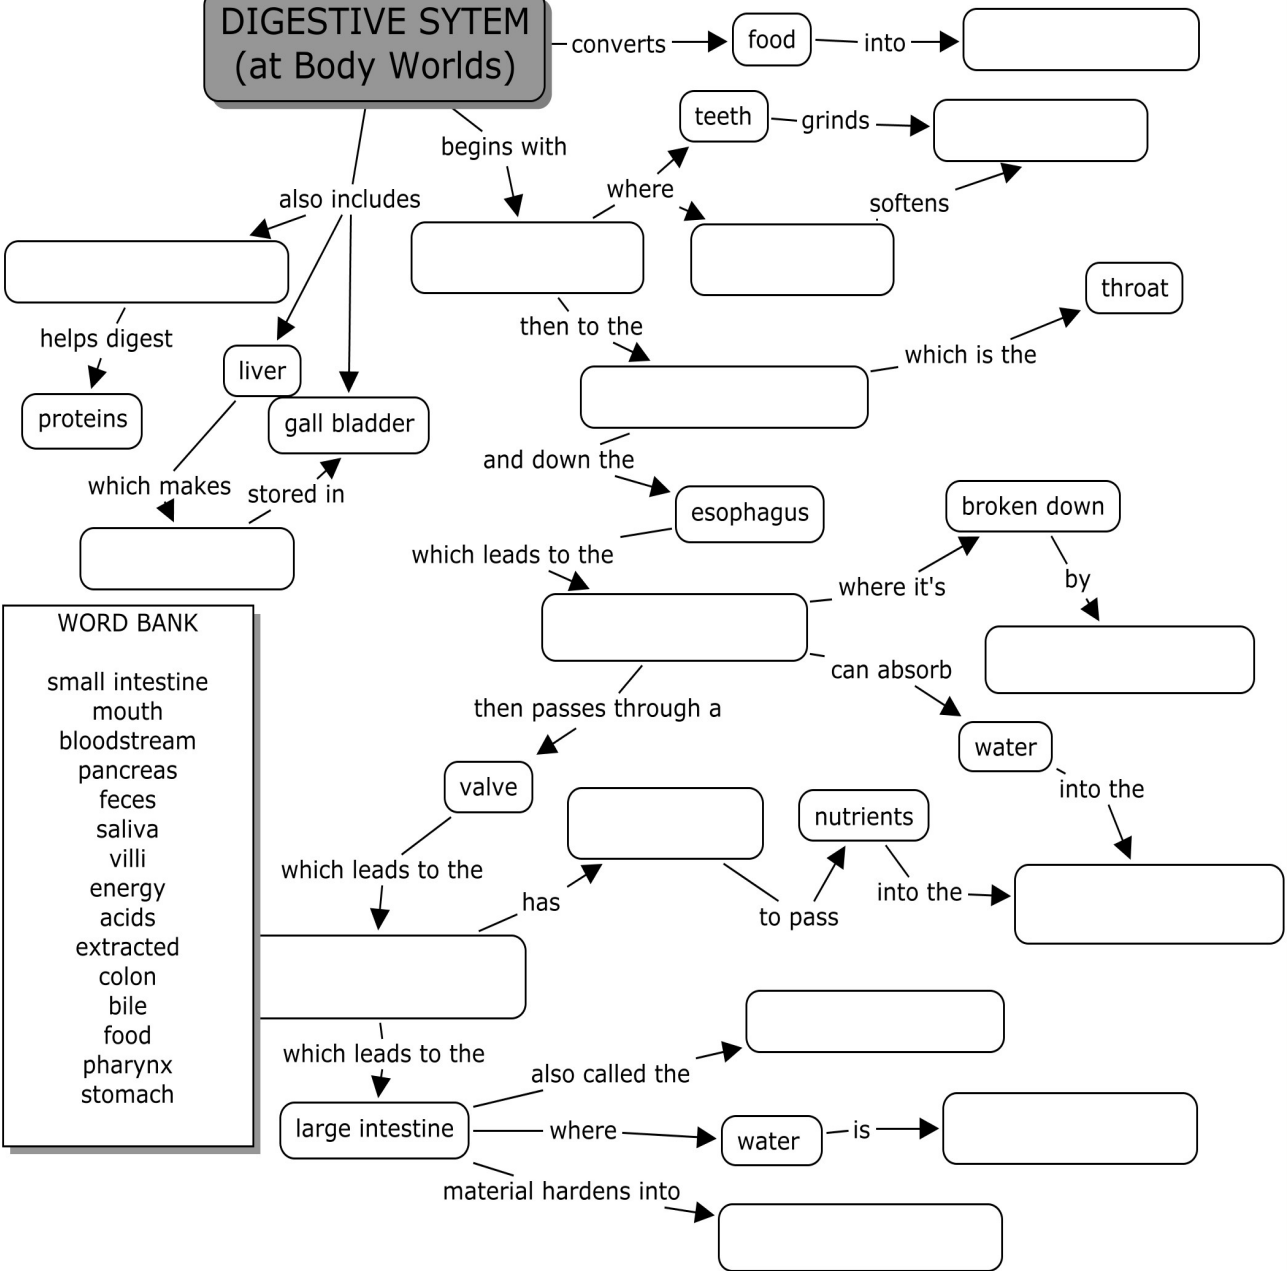 DIGESTIVE SYTEM
(at Body Worlds)
converts
food
into
begins with
teeth
grinds
where
softens
also includes
then to the
throat
which is the
helps digest
liver
proteins
gall bladder
which makes
stored in
and down the
esophagus
which leads to the
where it's
broken down
by
can absorb
water
into the
then passes through a
valve
which leads to the
has
to pass
nutrients
into the
which leads to the
large intestine
also called the
where
water
is
material hardens into
WORD BANK
small intestine
mouth
bloodstream
pancreas
feces
saliva
villi
energy
acids
extracted
colon
bile
food
pharynx
stomach